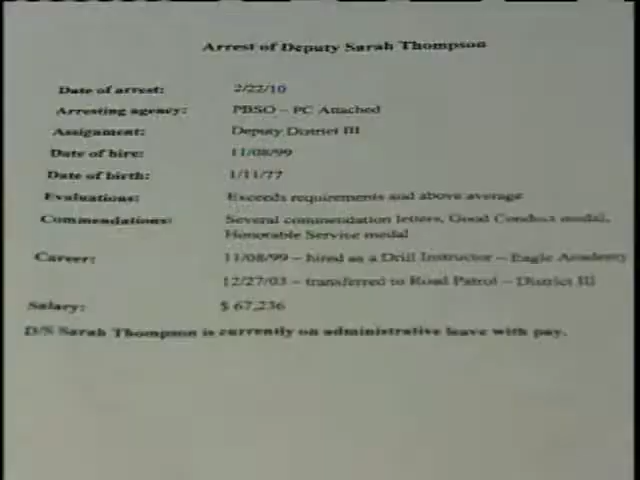 Arrest of Deputy Sarah Thompson
Date of arrest: 2/22/10
Arresting agency: PBSO – PC Attached
Assignment: Deputy District III
Date of hire: 11/08/99
Date of birth: 1/11/77
Evaluations: Exceeds requirements and above average
Commendations: Several commendation letters, Good Conduct medal,
Honorable Service medal
Career: 11/08/99 – hired as a Drill Instructor – Eagle Academy
12/27/03 – transferred to Road Patrol – District III
Salary: $ 67,236
D/S Sarah Thompson is currently on administrative leave with pay.